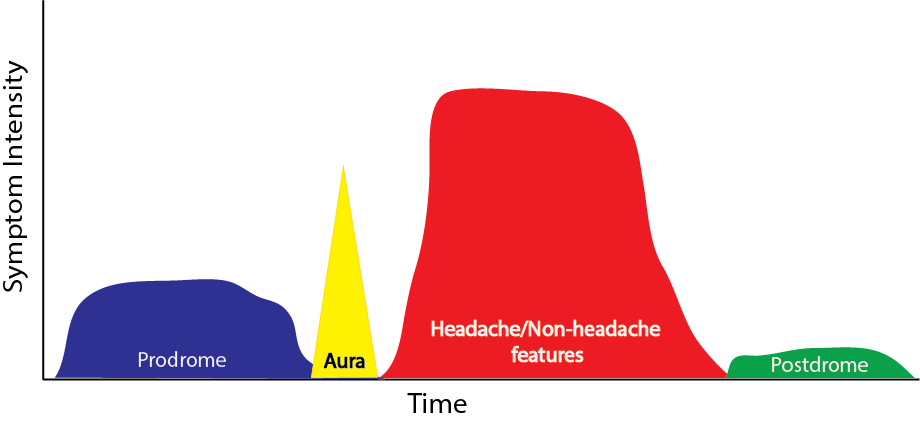 Symptom Intensity
Prodrome
Aura
Headache/Non-headache
features
Postdrome
Time